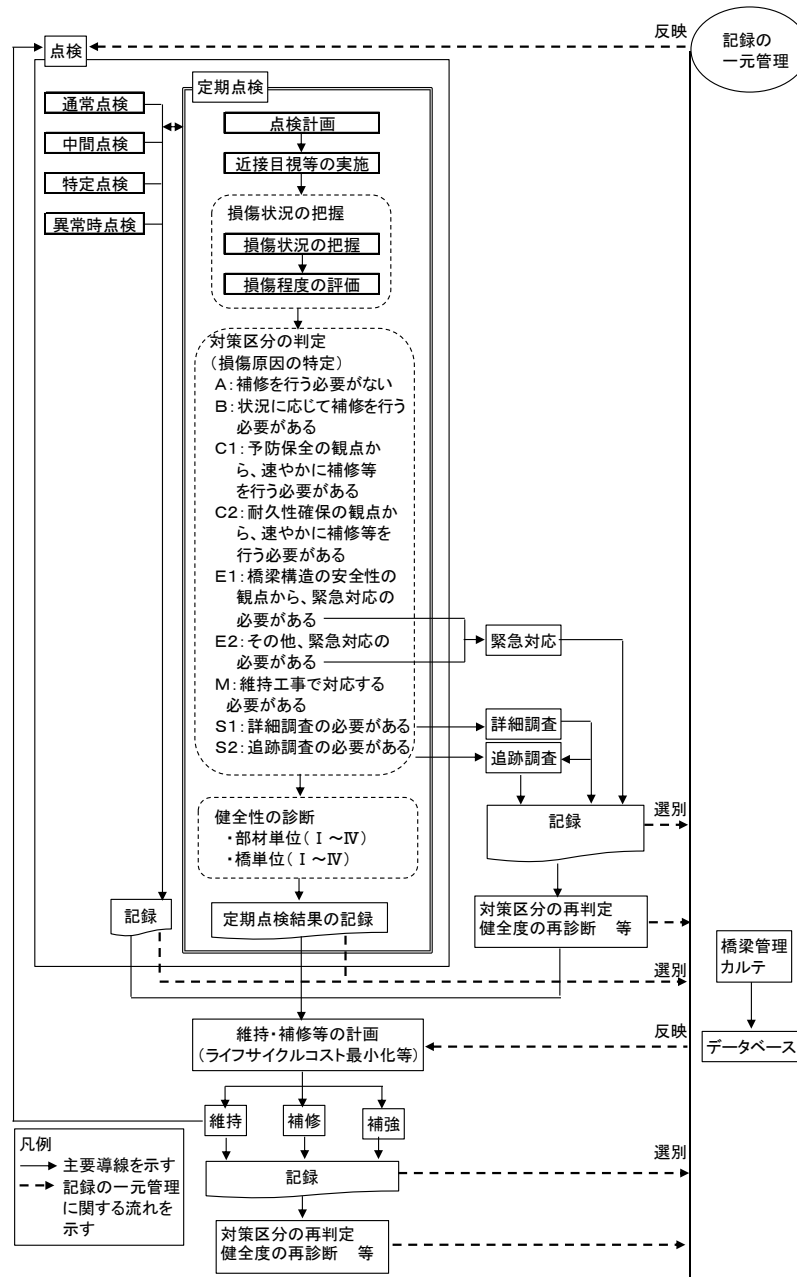 反映
記録の
一元管理
点検
定期点検
通常点検
中間点検
特定点検
異常時点検
点検計画
近接目視等の実施
損傷状況の把握
損傷状況の把握
損傷程度の評価
対策区分の判定
(損傷原因の特定)
A:補修を行う必要がない
B:状況に応じて補修を行う
必要がある
C1:予防保全の観点か
ら、速やかに補修等
を行う必要がある
C2:耐久性確保の観点か
ら、速やかに補修等を
行う必要がある
E1:橋梁構造の安全性の
観点から、緊急対応の
必要がある
E2:その他、緊急対応の
必要がある
M:維持工事で対応する
必要がある
S1:詳細調査の必要がある
S2:追跡調査の必要がある
緊急対応
詳細調査
追跡調査
記録
選別
健全性の診断
・部材単位(Ⅰ～Ⅳ)
・橋単位(Ⅰ～Ⅳ)
記録
定期点検結果の記録
対策区分の再判定
健全度の再診断 等
選別
橋梁管理
カルテ
データベース
維持・補修等の計画
(ライフサイクルコスト最小化等)
反映
維持
補修
補強
記録
選別
対策区分の再判定
健全度の再診断 等
凡例
主要導線を示す
記録の一元管理
に関する流れを
示す